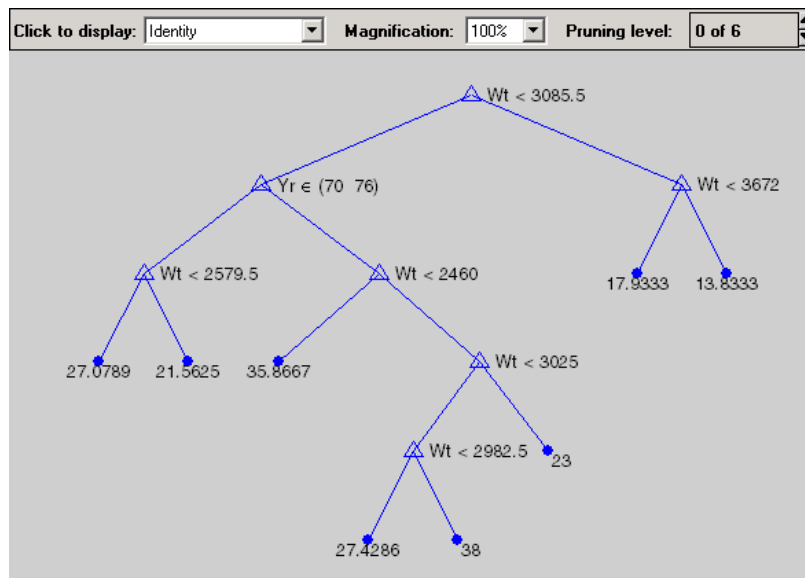 Click to display: Identity Magnification: 100% Pruning level: 0 of 6
Wt < 3085.5
Yr ∈ (70 76)
Wt < 3672
Wt < 2579.5
Wt < 2460
17.9333
13.8333
27.0789
21.5625
35.8667
Wt < 3025
Wt < 2982.5
23
27.4286
38